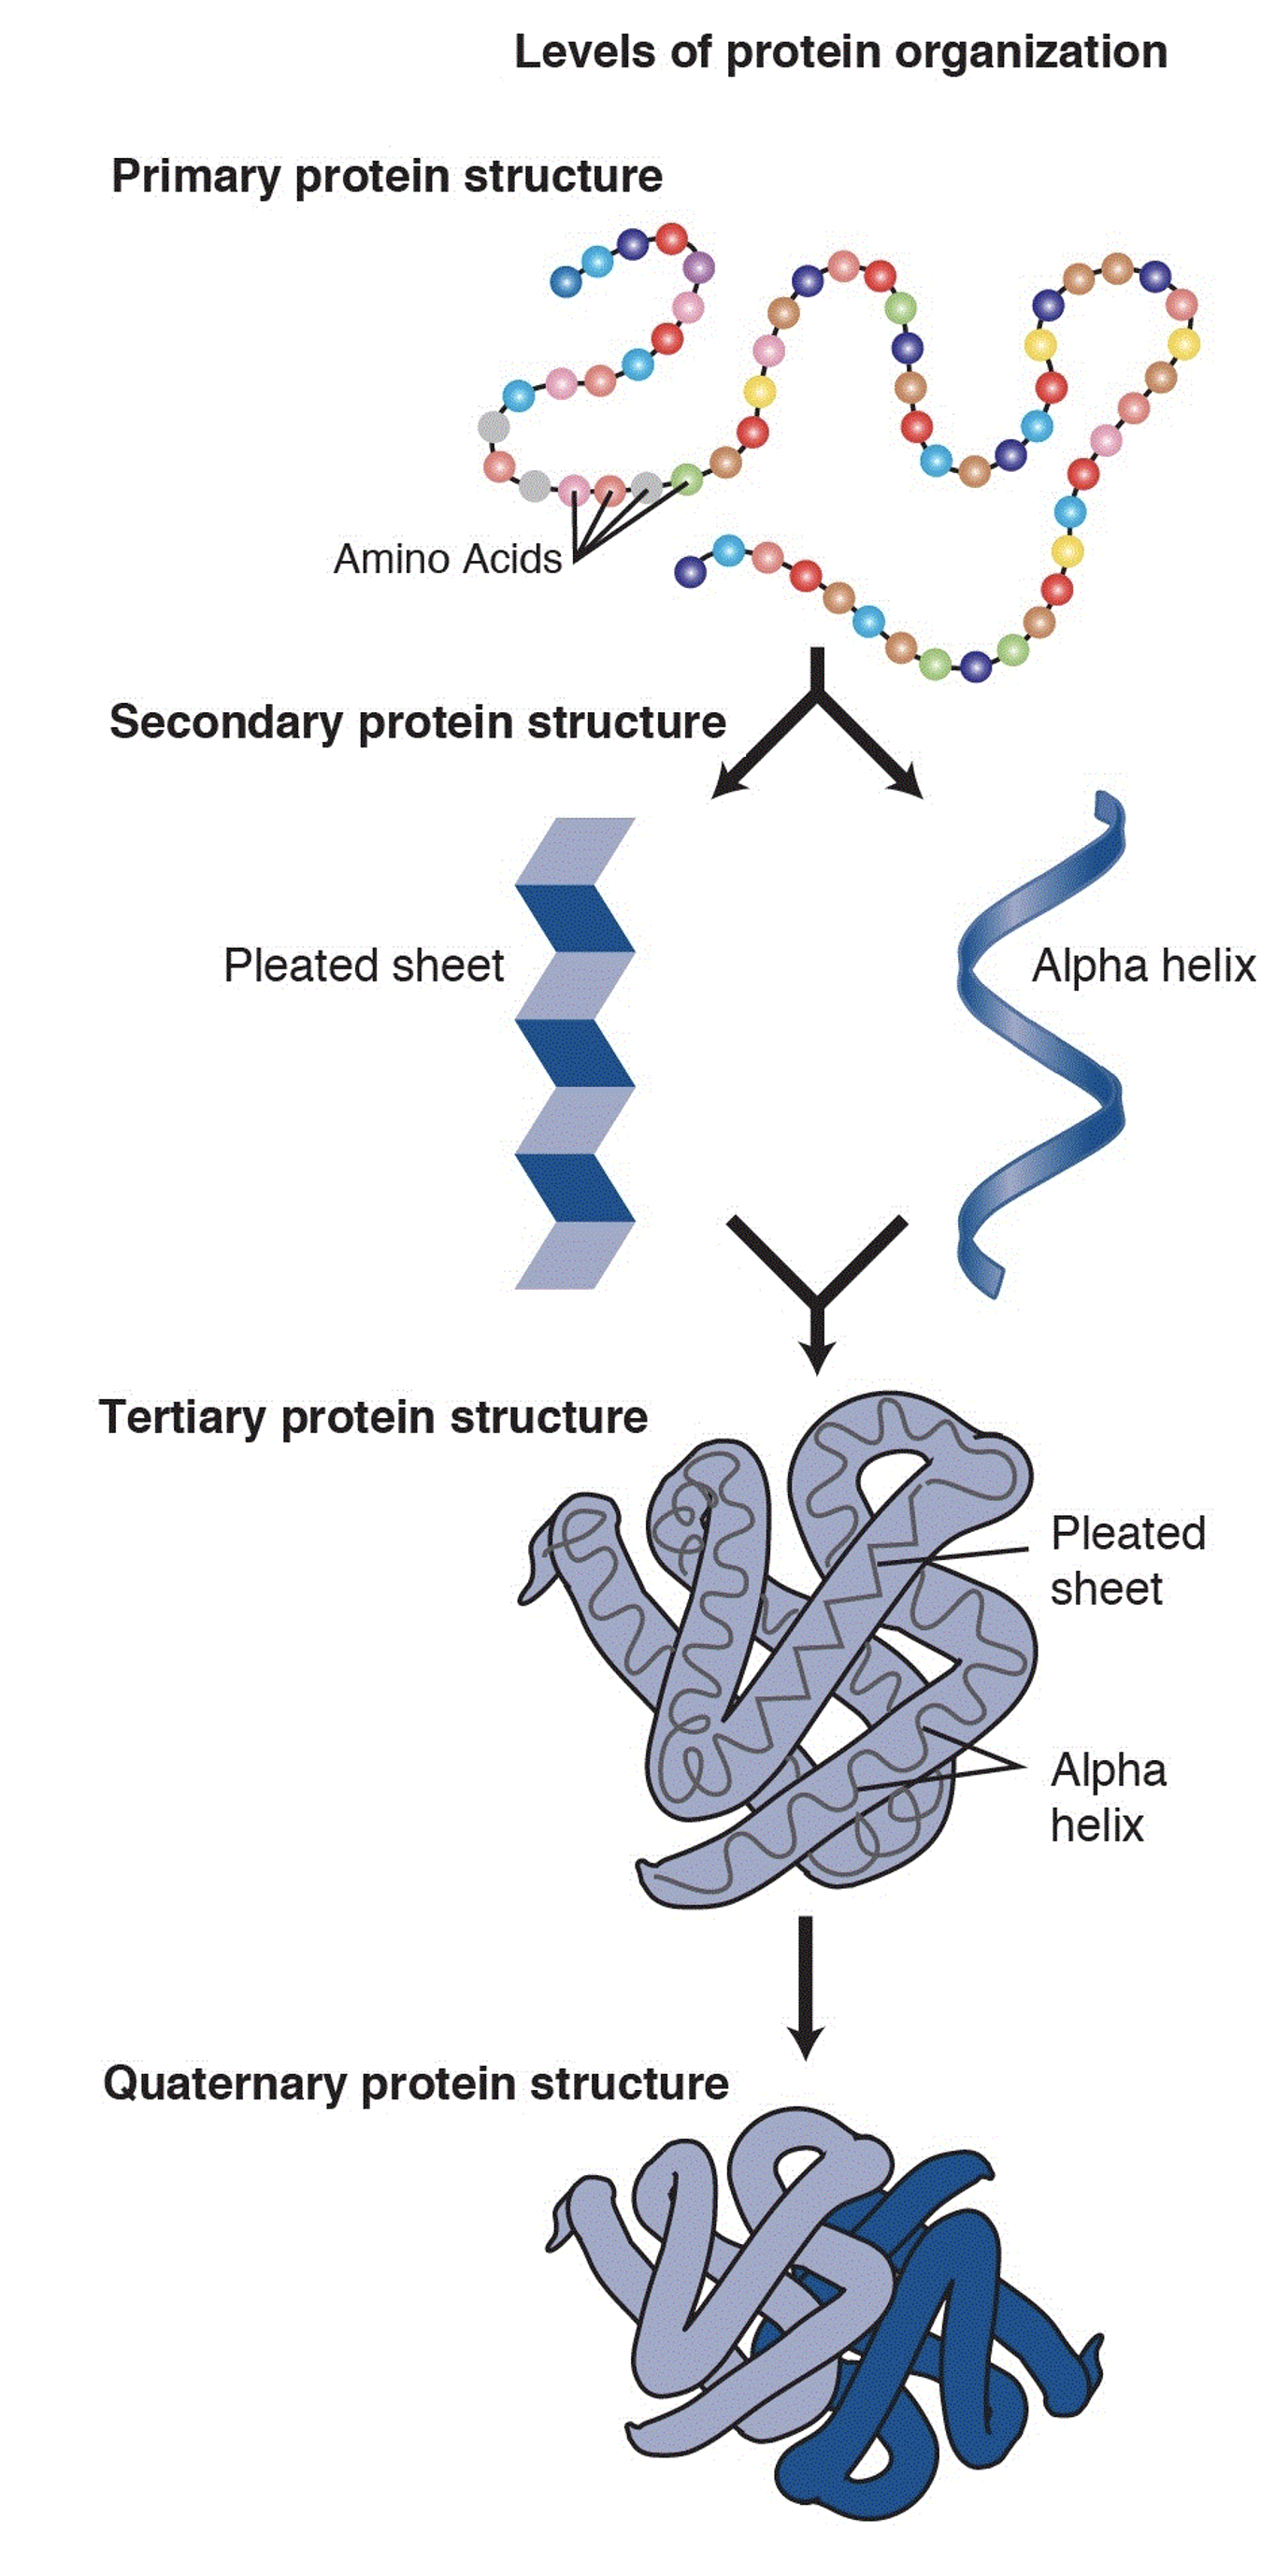 Levels of protein organization
Primary protein structure
Amino Acids
Secondary protein structure
Pleated sheet
Alpha helix
Tertiary protein structure
Pleated
sheet
Alpha
helix
Quaternary protein structure